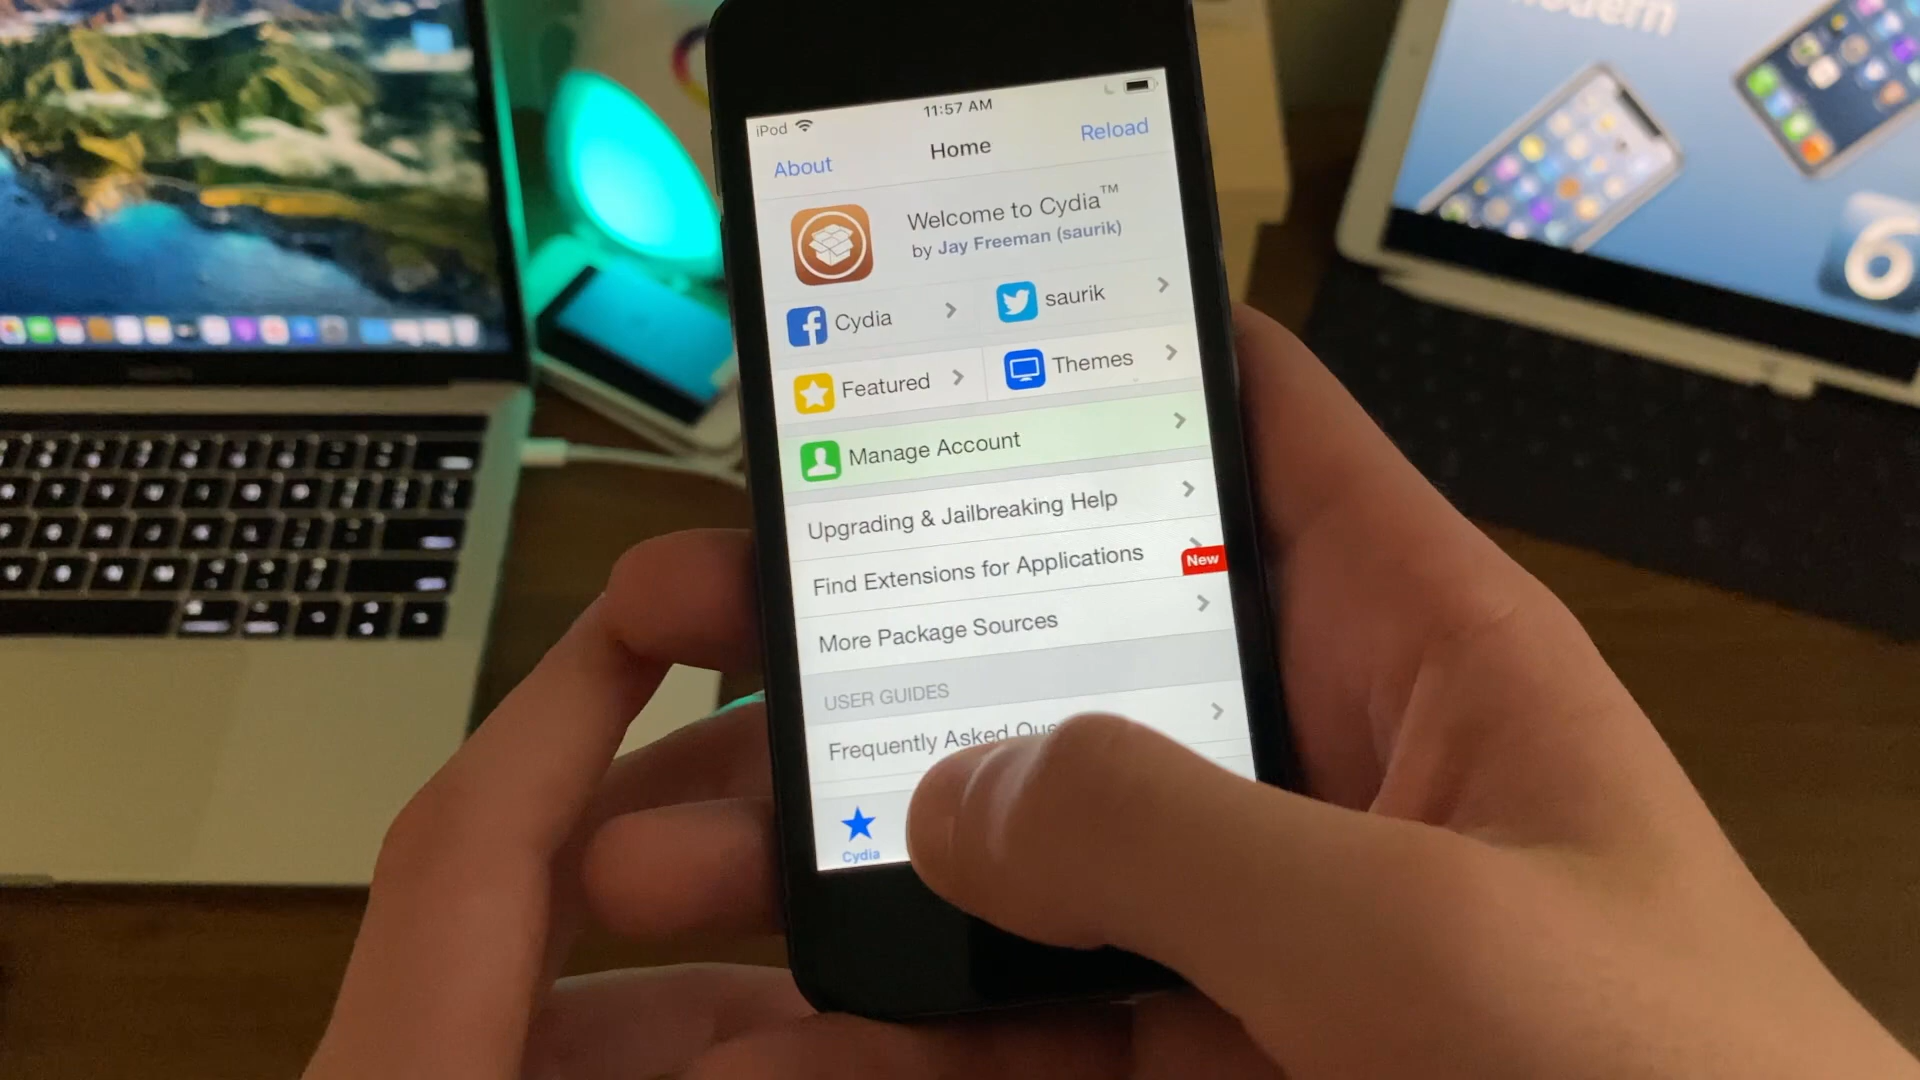 iPod
11:57 AM
About
Home
Reload
Welcome to Cydia™
by Jay Freeman (saurik)
Cydia
saurik
Featured
Themes
Manage Account
Upgrading & Jailbreaking Help
Find Extensions for Applications
New
More Package Sources
USER GUIDES
Frequently Asked
Cydia
6